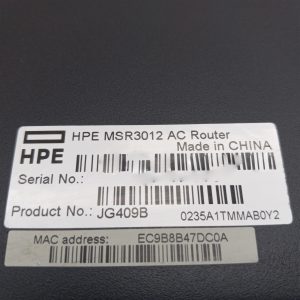 HPE MSR3012 AC Router
Made in CHINA
HPE
Serial No.:
Product No.: JG409B
0235A1TMMAB0Y2
MAC address: EC9B8B47DC0A